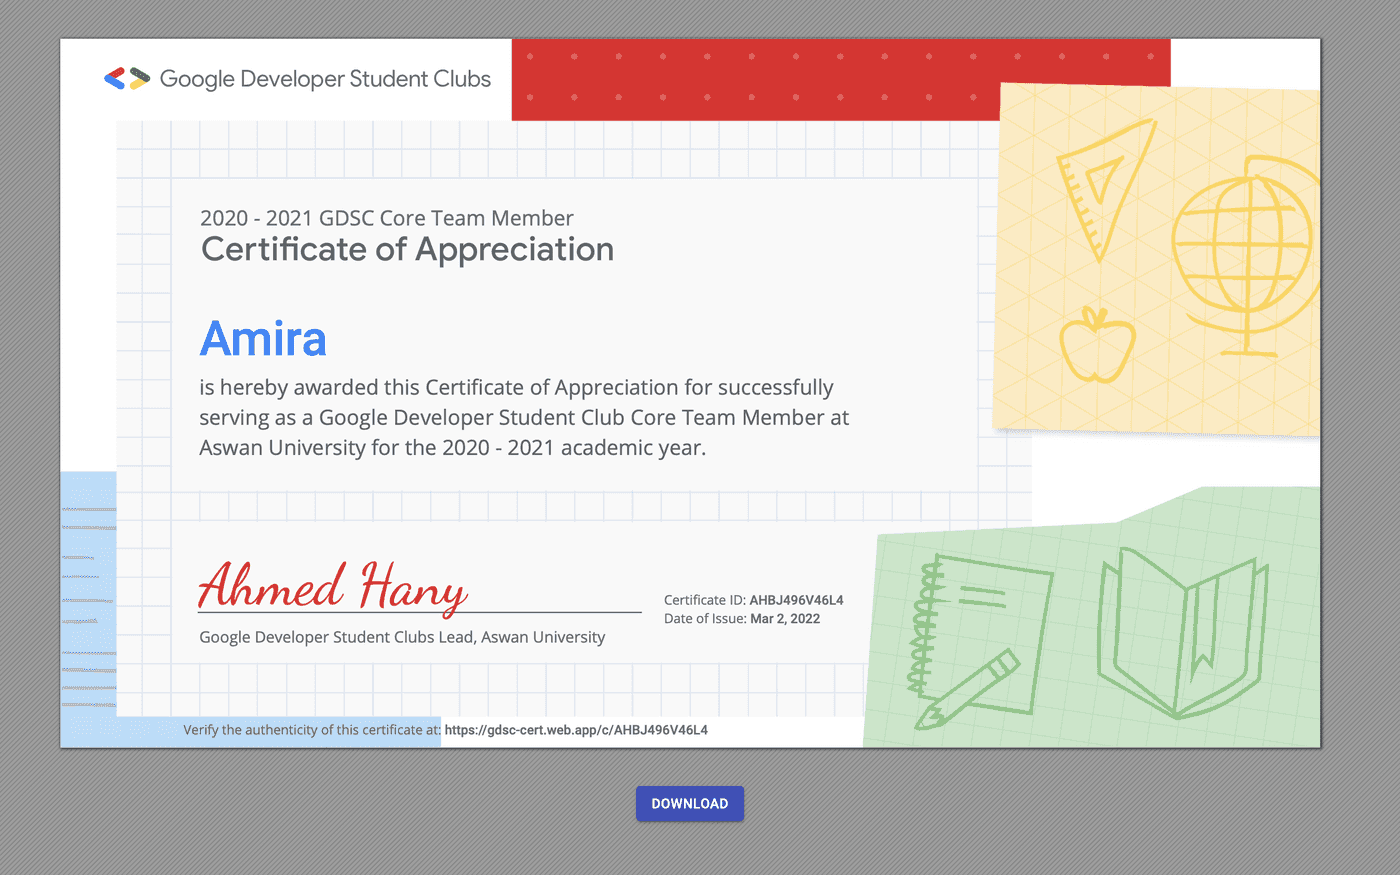 Google Developer Student Clubs
2020 - 2021 GDSC Core Team Member
Certificate of Appreciation
Amira
is hereby awarded this Certificate of Appreciation for successfully
serving as a Google Developer Student Club Core Team Member at
Aswan University for the 2020 - 2021 academic year.
Ahmed Hany
Google Developer Student Clubs Lead, Aswan University
Certificate ID: AHBJ496V46L4
Date of Issue: Mar 2, 2022
Verify the authenticity of this certificate at: https://gdsc-cert.web.app/c/AHBJ496V46L4
DOWNLOAD